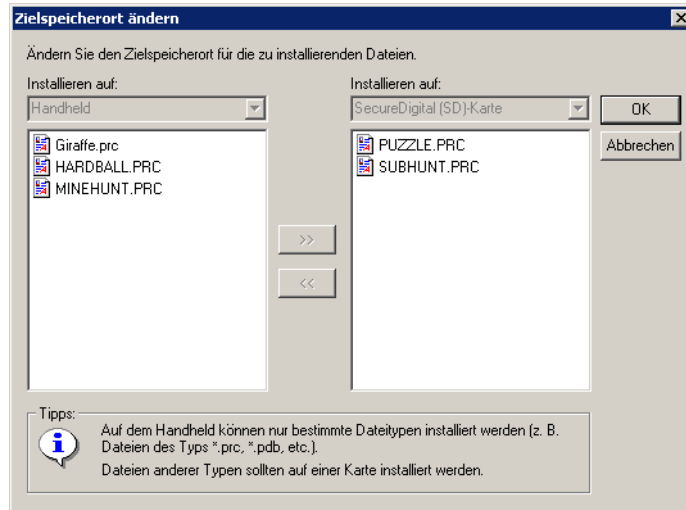 Zielspeicherort ändern
Ändern Sie den Zielspeicherort für die zu installierenden Dateien.
Installieren auf:
Handheld
Giraffe.prc
HARDBALL.PRC
MINEHUNT.PRC
>>
<<
Installieren auf:
SecureDigital (SD)-Karte
PUZZLE.PRC
SUBHUNT.PRC
OK
Abbrechen
Tipps:
Auf dem Handheld können nur bestimmte Dateitypen installiert werden (z. B.
Dateien des Typs *.prc, *.pdb, etc.).
Dateien anderer Typen sollten auf einer Karte installiert werden.